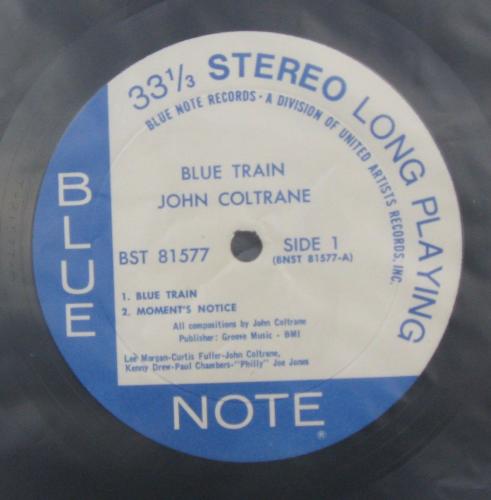 33⅓ STEREO LONG PLAYING
BLUE NOTE RECORDS • A DIVISION OF UNITED ARTISTS RECORDS, INC.
BLUE TRAIN
JOHN COLTRANE
BST 81577
SIDE 1
(BNST 81577-A)
1. BLUE TRAIN
2. MOMENT'S NOTICE
All compositions by John Coltrane
Publisher: Groove Music - BMI
Lee Morgan-Curtis Fuller-John Coltrane,
Kenny Drew-Paul Chambers-"Philly" Joe Jones
BLUE
NOTE
®